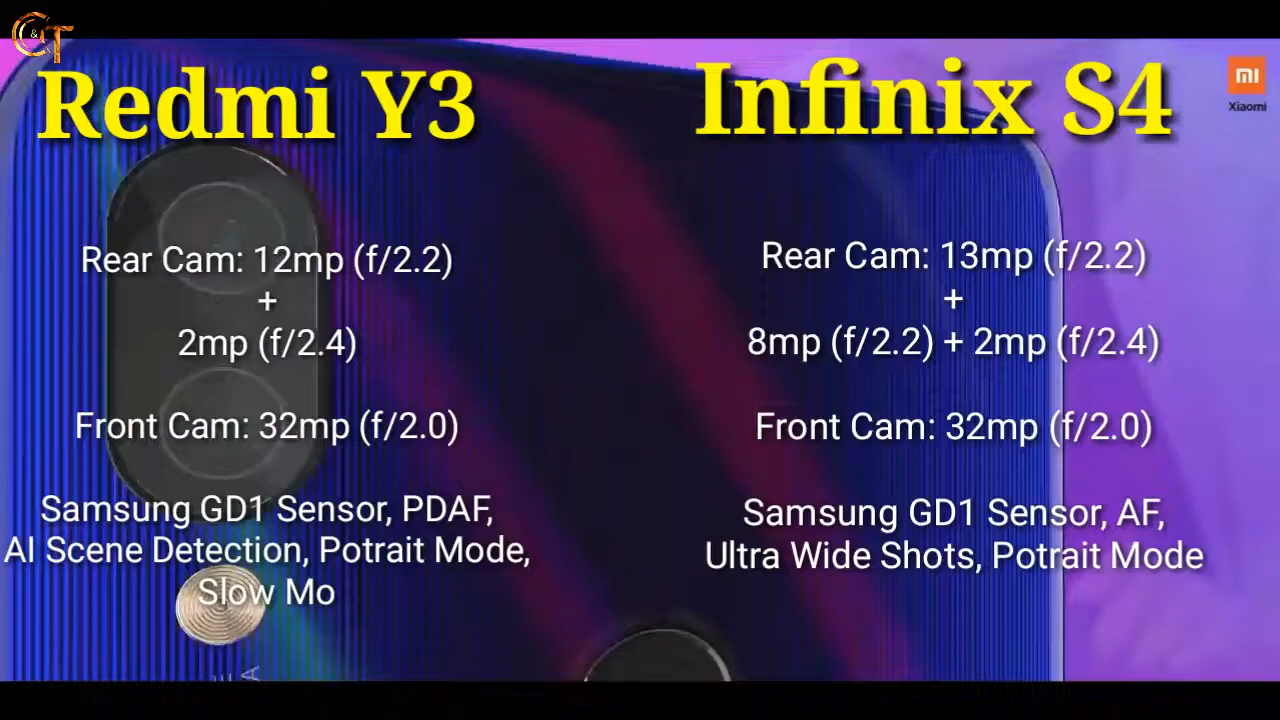 C&T
Redmi Y3
Infinix S4
mi
Xiaomi
Rear Cam: 12mp (f/2.2)
+
2mp (f/2.4)
Front Cam: 32mp (f/2.0)
Samsung GD1 Sensor, PDAF,
AI Scene Detection, Potrait Mode,
Slow Mo
Rear Cam: 13mp (f/2.2)
+
8mp (f/2.2) + 2mp (f/2.4)
Front Cam: 32mp (f/2.0)
Samsung GD1 Sensor, AF,
Ultra Wide Shots, Potrait Mode